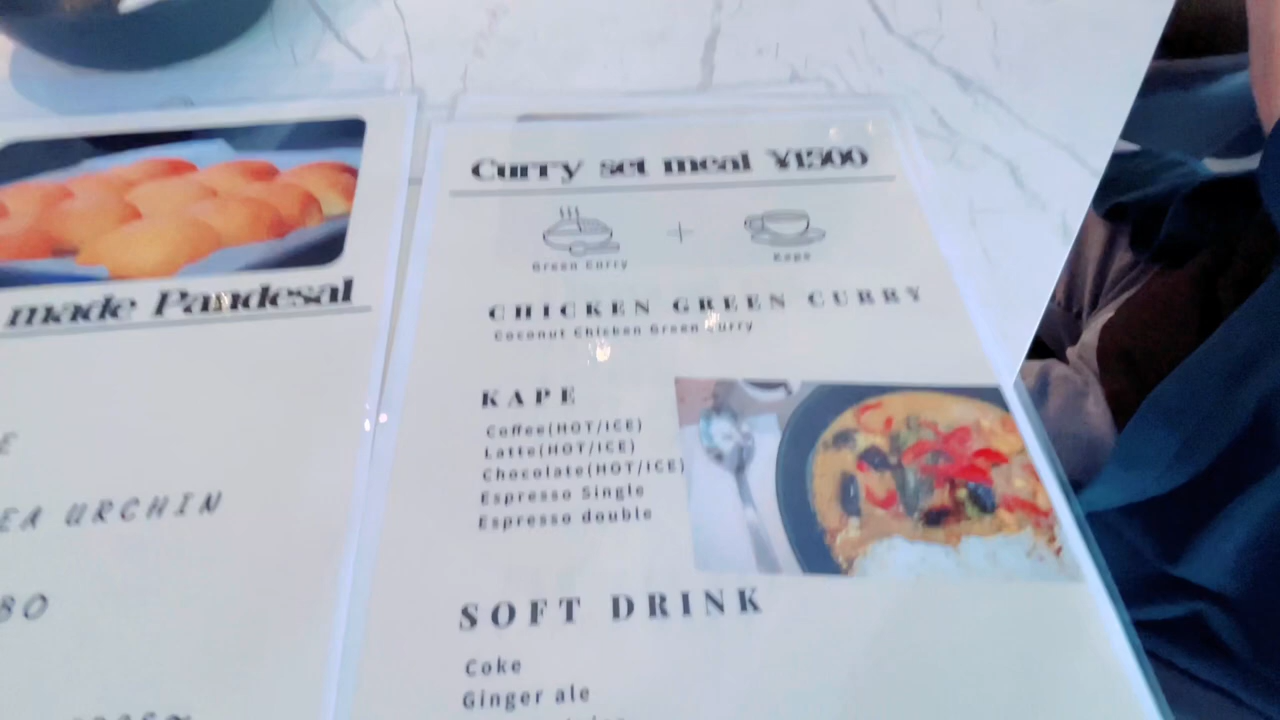 made Pandesal
EA URCHIN
Curry set meal ¥1500
Green Curry
+
Kape
CHICKEN GREEN CURRY
Coconut Chicken Green Curry
KAPE
Coffee(HOT/ICE)
Latte(HOT/ICE)
Chocolate(HOT/ICE)
Espresso Single
Espresso double
SOFT DRINK
Coke
Ginger ale